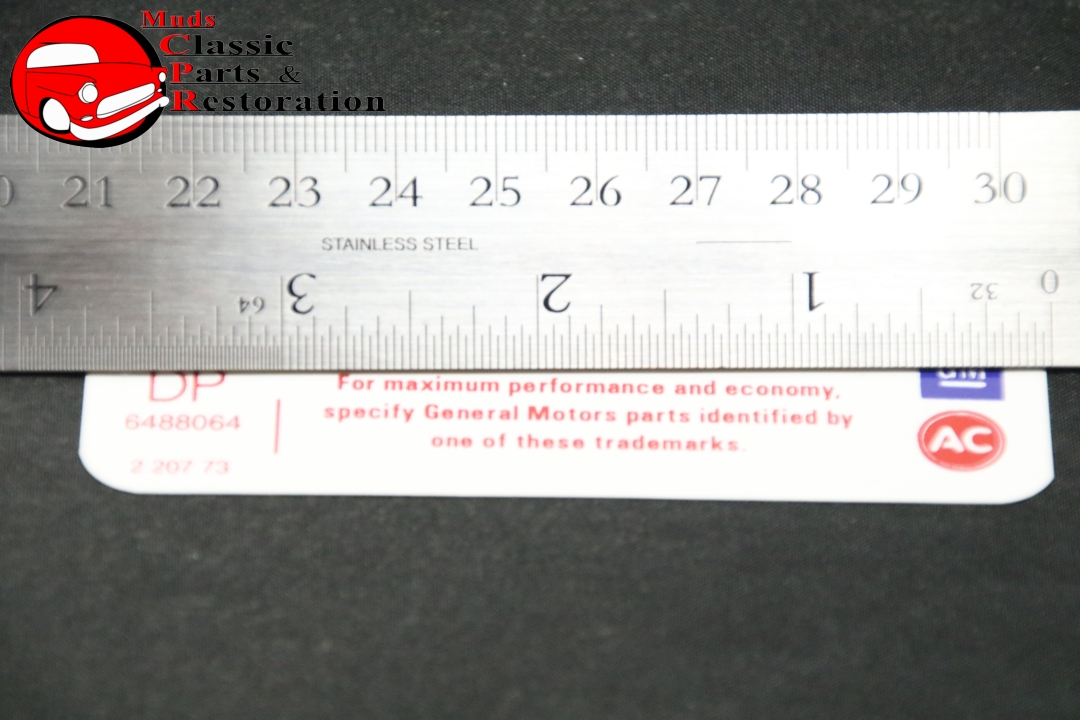 Muds
Classic
Parts &
Restoration
21 22 23 24 25 26 27 28 29 30
STAINLESS STEEL
4 64 3 2 1 32 0
DP
6488064
2 207 73
For maximum performance and economy,
specify General Motors parts identified by
one of these trademarks.
GM
AC